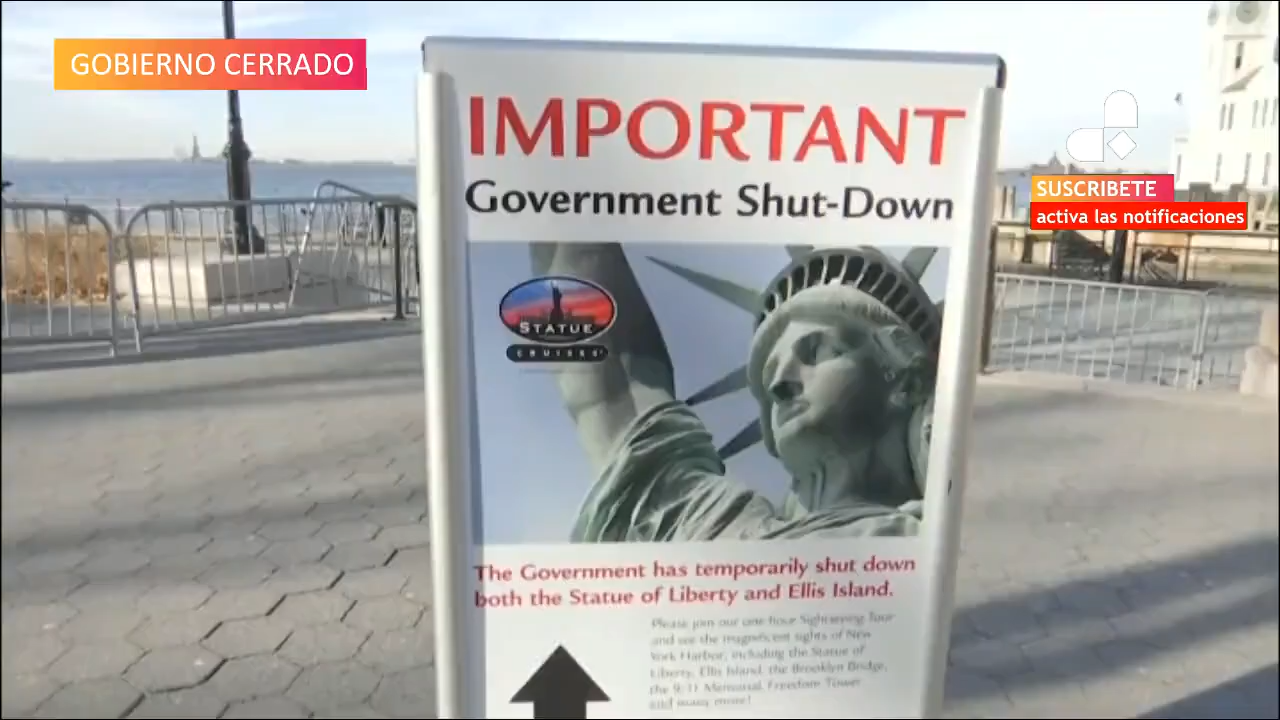 GOBIERNO CERRADO
IMPORTANT
Government Shut-Down
SUSCRIBETE
activa las notificaciones
STATUE
CRUISES
The Government has temporarily shut down
both the Statue of Liberty and Ellis Island.
Please join our one hour Sightseeing Tour
and see the magnificent sights of New
York Harbor, including the Statue of
Liberty, Ellis Island, the Brooklyn Bridge,
the 9/11 Memorial, Freedom Tower
and many more!